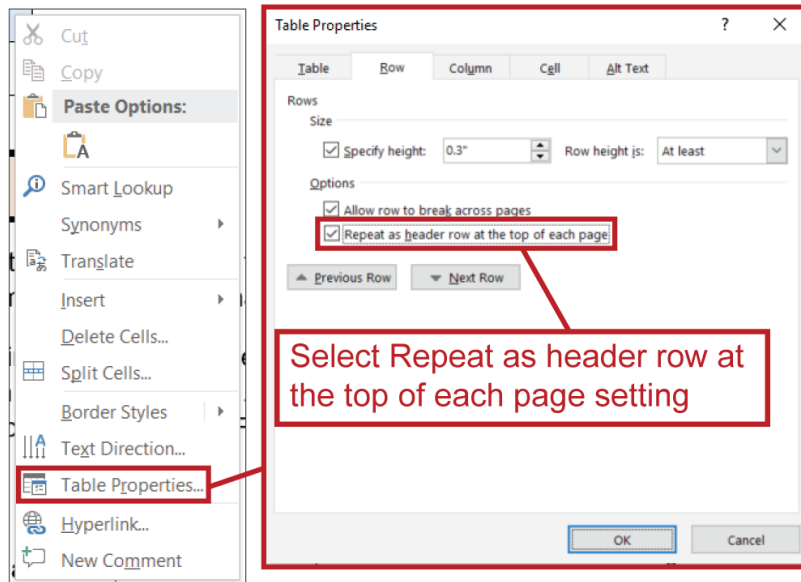 Cut
Copy
Paste Options:
A
Smart Lookup
Synonyms
Translate
Insert
Delete Cells...
Split Cells...
Border Styles
Text Direction...
Table Properties...
Hyperlink...
New Comment
Table Properties
?
Table Row Column Cell Alt Text
Rows
Size
Specify height: 0.3" Row height is: At least
Options
Allow row to break across pages
Repeat as header row at the top of each page
Previous Row Next Row
Select Repeat as header row at
the top of each page setting
OK Cancel